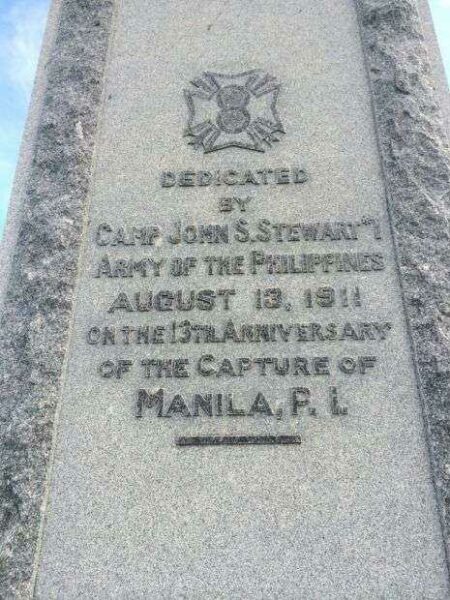 DEDICATED
BY
CAMP JOHN S. STEWART #1
ARMY OF THE PHILIPPINES
AUGUST 13, 1911
ON THE 13TH. ANNIVERSARY
OF THE CAPTURE OF
MANILA, P. I.